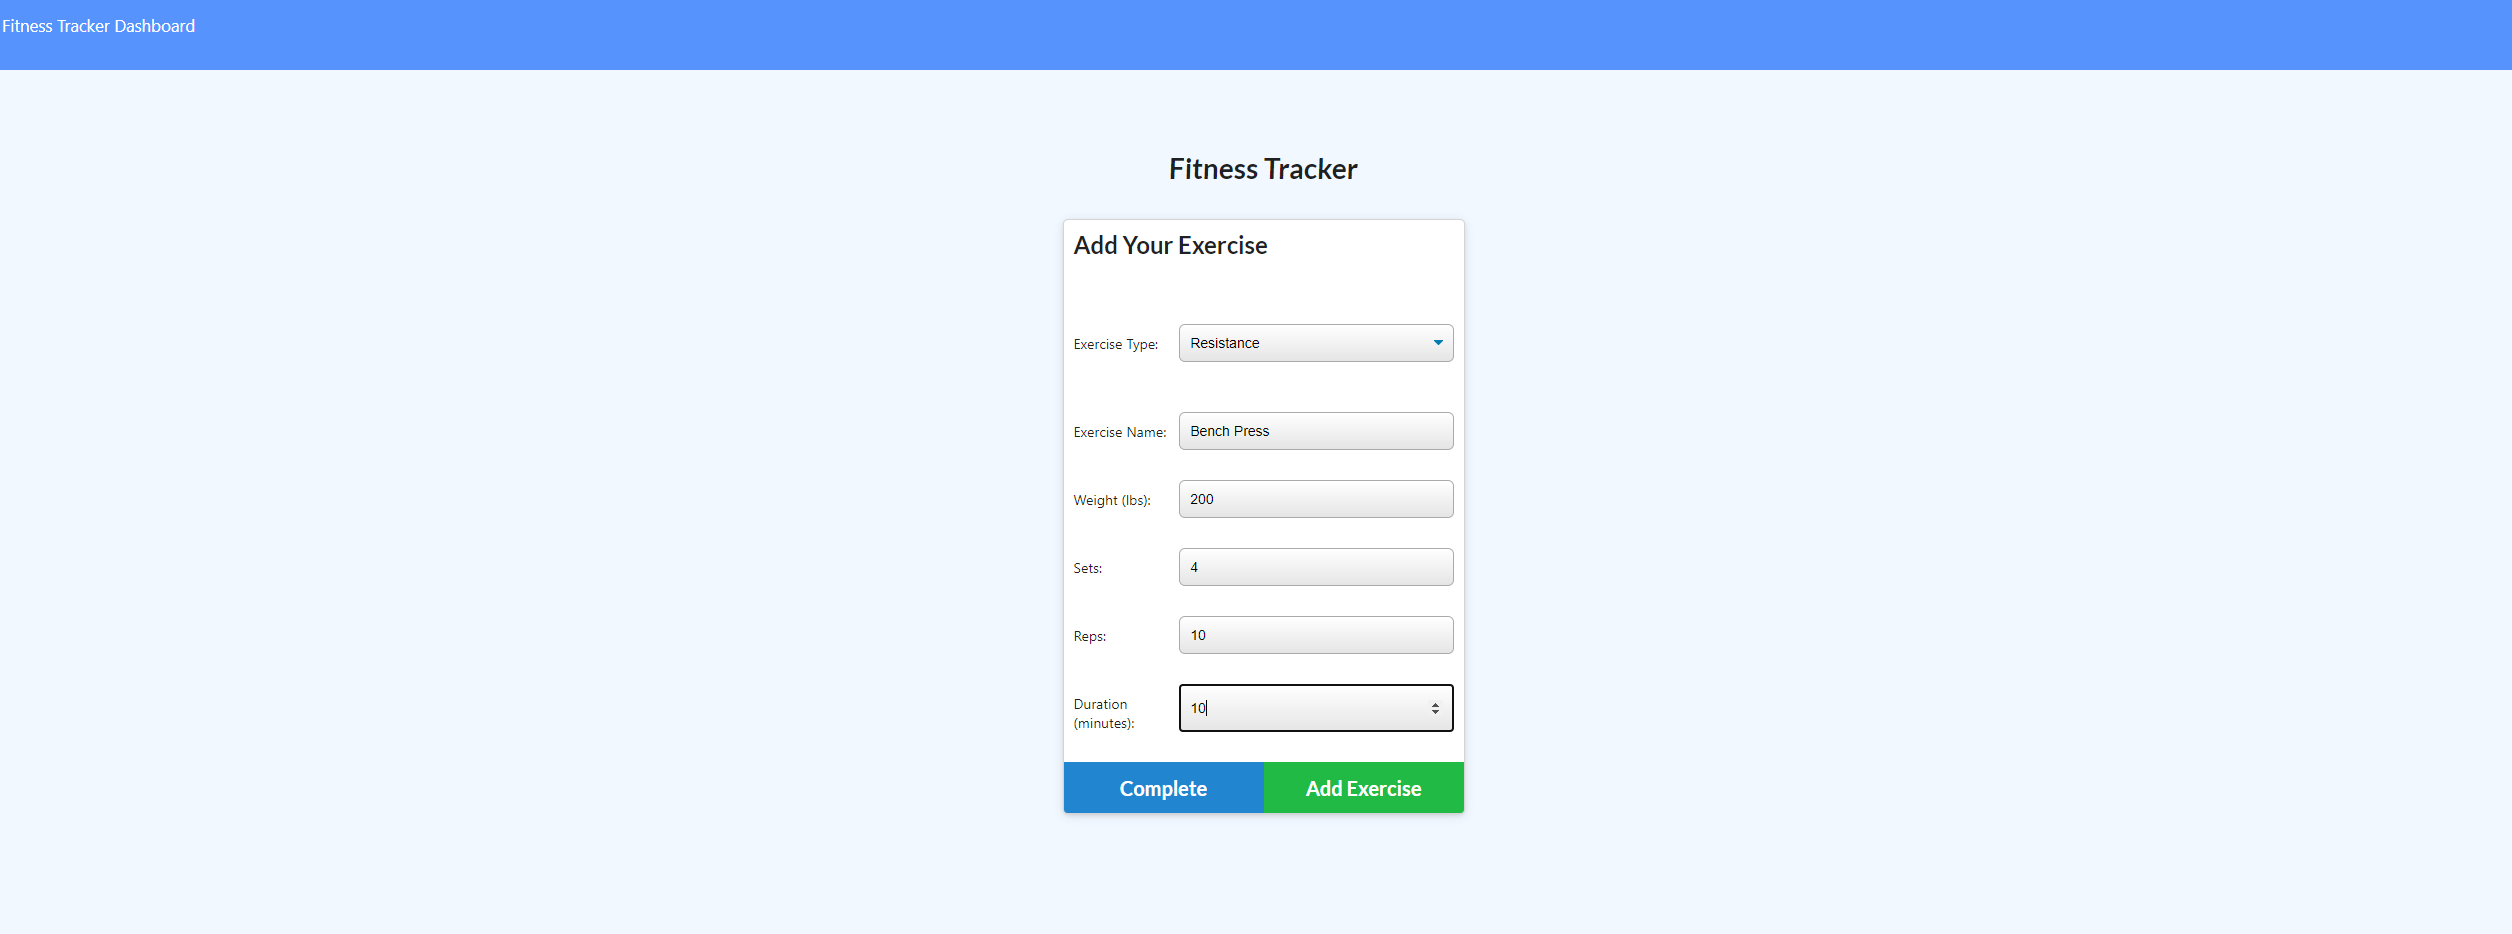 Fitness Tracker Dashboard
Fitness Tracker
Add Your Exercise
Exercise Type: Resistance
Exercise Name: Bench Press
Weight (lbs): 200
Sets: 4
Reps: 10
Duration
(minutes): 10
Complete Add Exercise